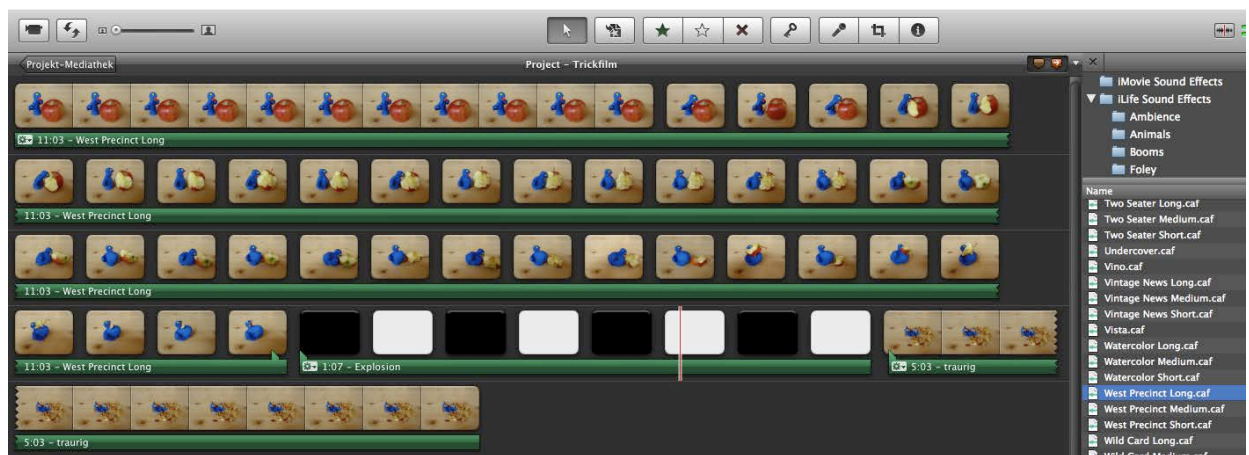 Projekt-Mediathek
Project – Trickfilm
11:03 – West Precinct Long
11:03 – West Precinct Long
11:03 – West Precinct Long
11:03 – West Precinct Long
1:07 – Explosion
5:03 – traurig
5:03 – traurig
iMovie Sound Effects
iLife Sound Effects
Ambience
Animals
Booms
Foley
Name
Two Seater Long.caf
Two Seater Medium.caf
Two Seater Short.caf
Undercover.caf
Vino.caf
Vintage News Long.caf
Vintage News Medium.caf
Vintage News Short.caf
Vista.caf
Watercolor Long.caf
Watercolor Medium.caf
Watercolor Short.caf
West Precinct Long.caf
West Precinct Medium.caf
West Precinct Short.caf
Wild Card Long.caf